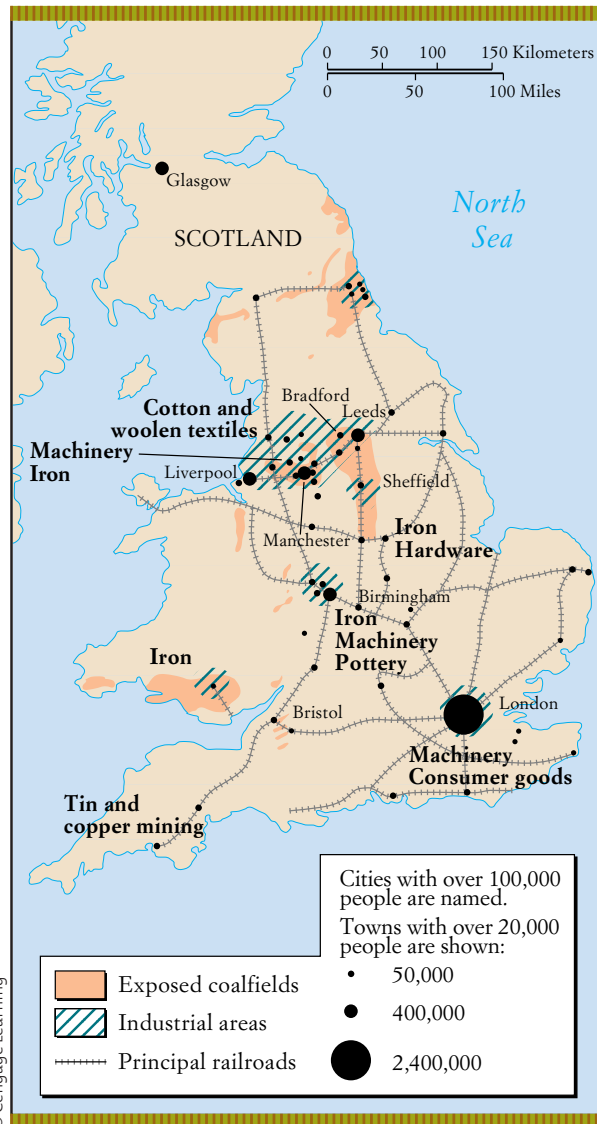 0 50 100 150 Kilometers
0 50 100 Miles
Glasgow
North
Sea
SCOTLAND
Bradford
Leeds
Cotton and
woolen textiles
Machinery
Iron
Liverpool
Sheffield
Manchester
Iron
Hardware
Birmingham
Iron
Machinery
Pottery
Iron
London
Bristol
Machinery
Consumer goods
Tin and
copper mining
Cities with over 100,000
people are named.
Towns with over 20,000
people are shown:
50,000
400,000
2,400,000
Exposed coalfields
Industrial areas
Principal railroads
Cengage Learning